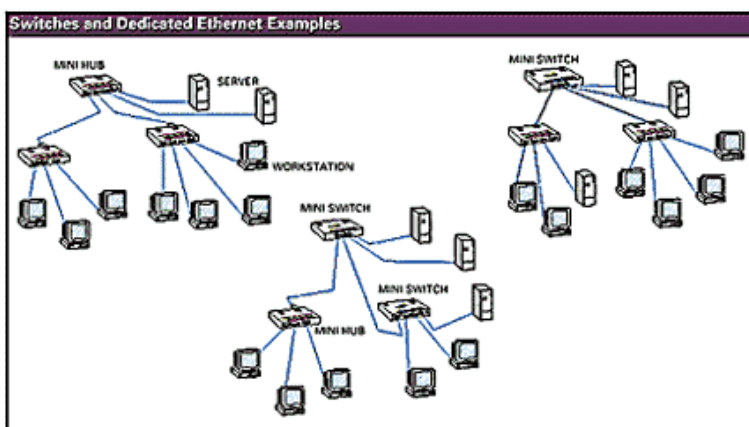 Switches and Dedicated Ethernet Examples
MINI HUB
SERVER
WORKSTATION
MINI SWITCH
MINI SWITCH
MINI SWITCH
MINI HUB